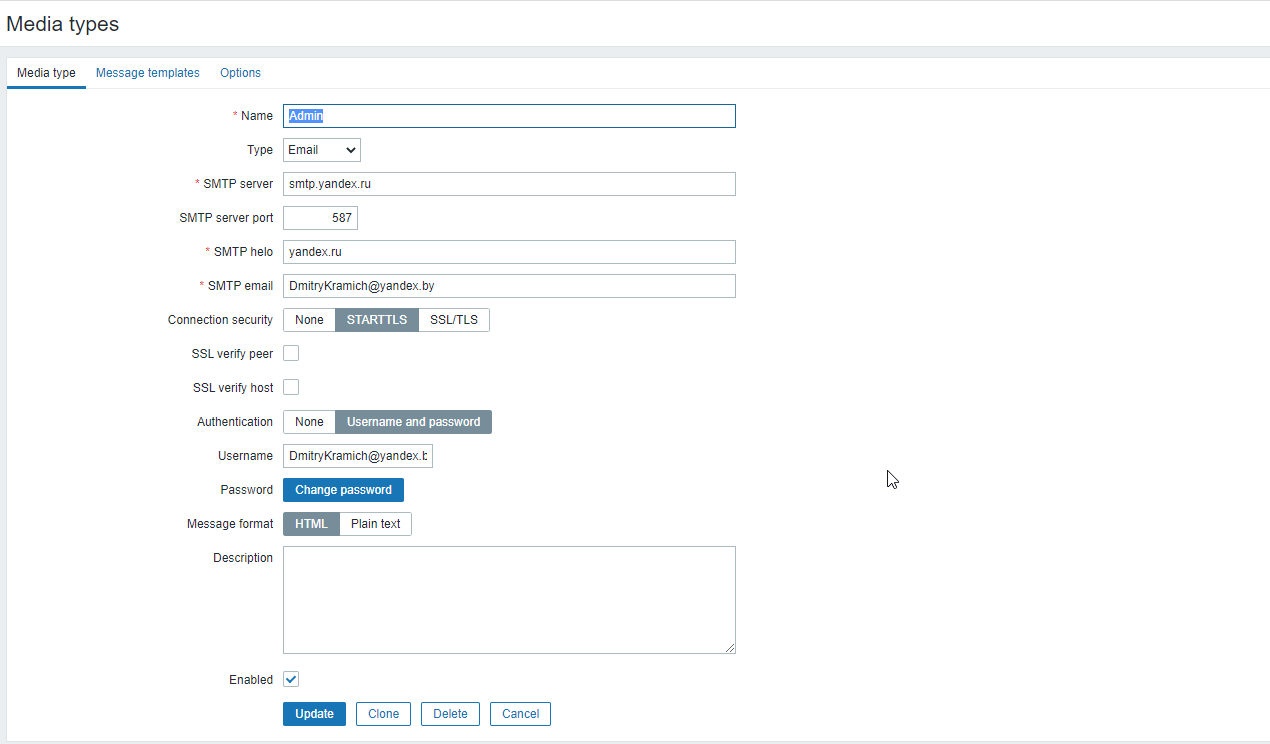 Media types
Media type Message templates Options
* Name Admin
Type Email
* SMTP server smtp.yandex.ru
SMTP server port 587
* SMTP helo yandex.ru
* SMTP email DmitryKramich@yandex.by
Connection security None STARTTLS SSL/TLS
SSL verify peer
SSL verify host
Authentication None Username and password
Username DmitryKramich@yandex.b
Password Change password
Message format HTML Plain text
Description
Enabled
Update Clone Delete Cancel